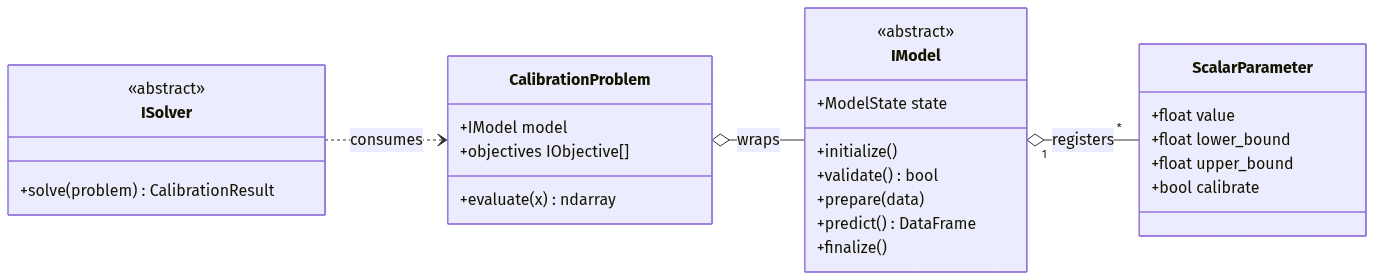 «abstract»
ISolver
+solve(problem) : CalibrationResult
consumes
CalibrationProblem
+IModel model
+objectives IObjective[]
+evaluate(x) : ndarray
wraps
«abstract»
IModel
+ModelState state
+initialize()
+validate() : bool
+prepare(data)
+predict() : DataFrame
+finalize()
1
registers
*
ScalarParameter
+float value
+float lower_bound
+float upper_bound
+bool calibrate